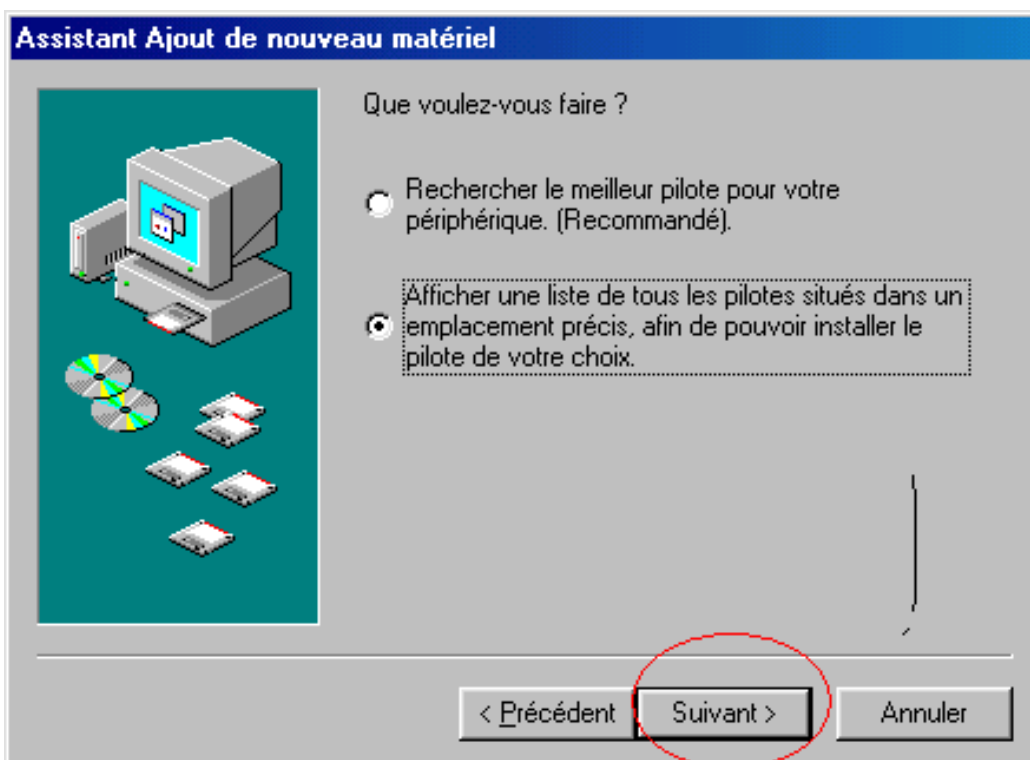 Assistant Ajout de nouveau matériel
Que voulez-vous faire ?
Rechercher le meilleur pilote pour votre
périphérique. (Recommandé).
Afficher une liste de tous les pilotes situés dans un
emplacement précis, afin de pouvoir installer le
pilote de votre choix.
< Précédent
Suivant >
Annuler